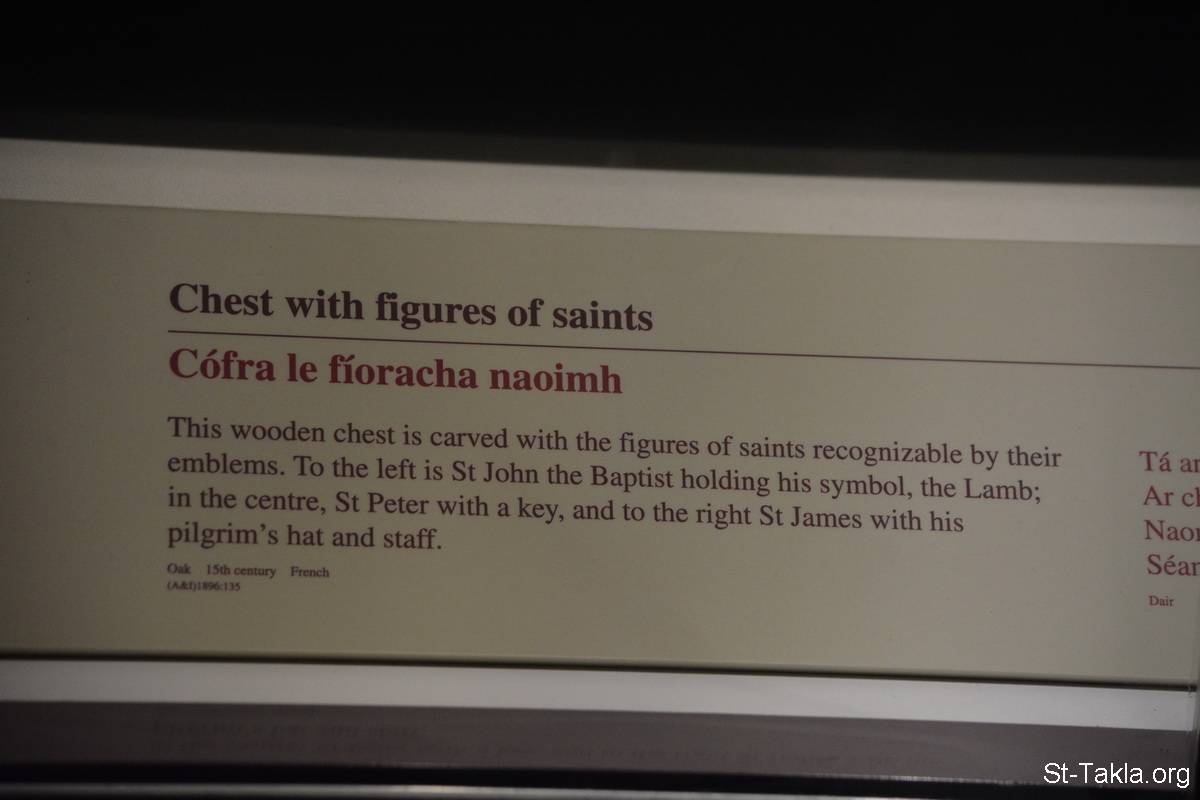 Chest with figures of saints
Cófra le fíoracha naoimh
This wooden chest is carved with the figures of saints recognizable by their
emblems. To the left is St John the Baptist holding his symbol, the Lamb;
in the centre, St Peter with a key, and to the right St James with his
pilgrim's hat and staff.
Oak 15th century French
(A&I)1896:135
Tá
Ar
Dair
St-Takla.org